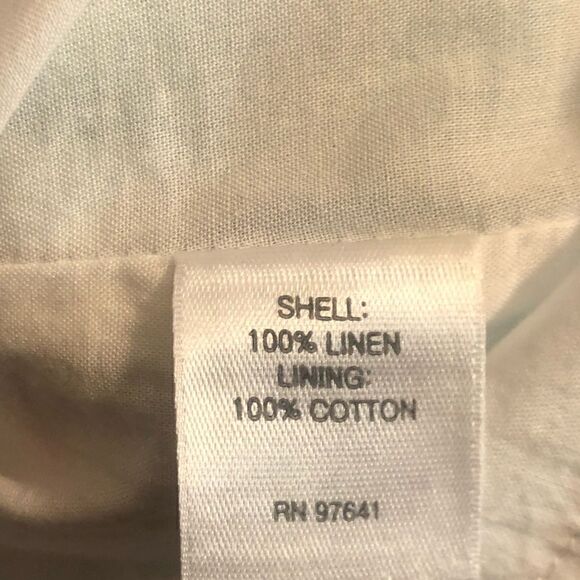 SHELL:
100% LINEN
LINING:
100% COTTON
RN 97641